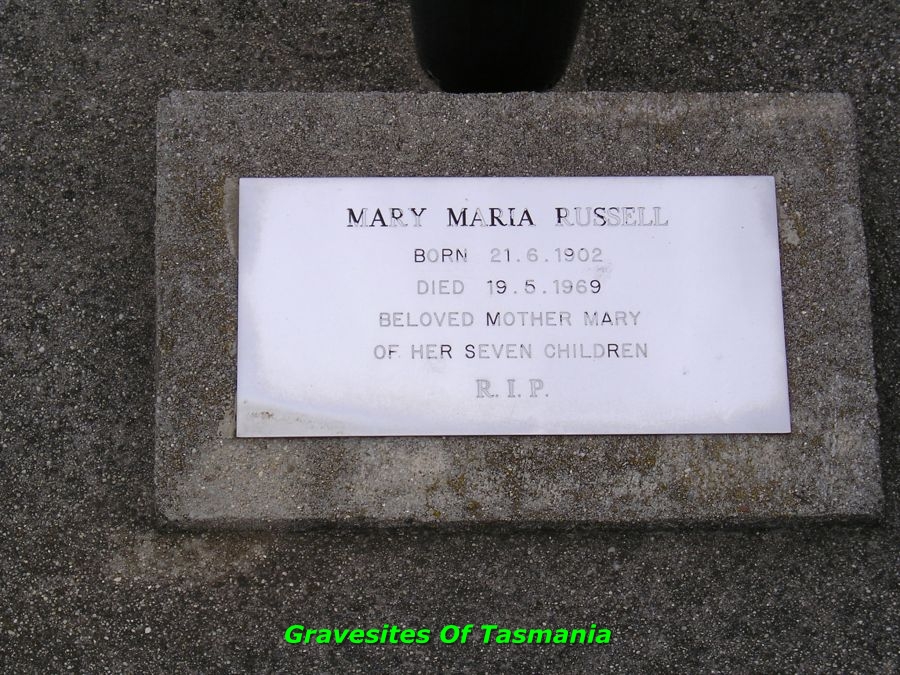 MARY MARIA RUSSELL
BORN 21.6.1902
DIED 19.5.1969
BELOVED MOTHER MARY
OF HER SEVEN CHILDREN
R.I.P.
Gravesites Of Tasmania